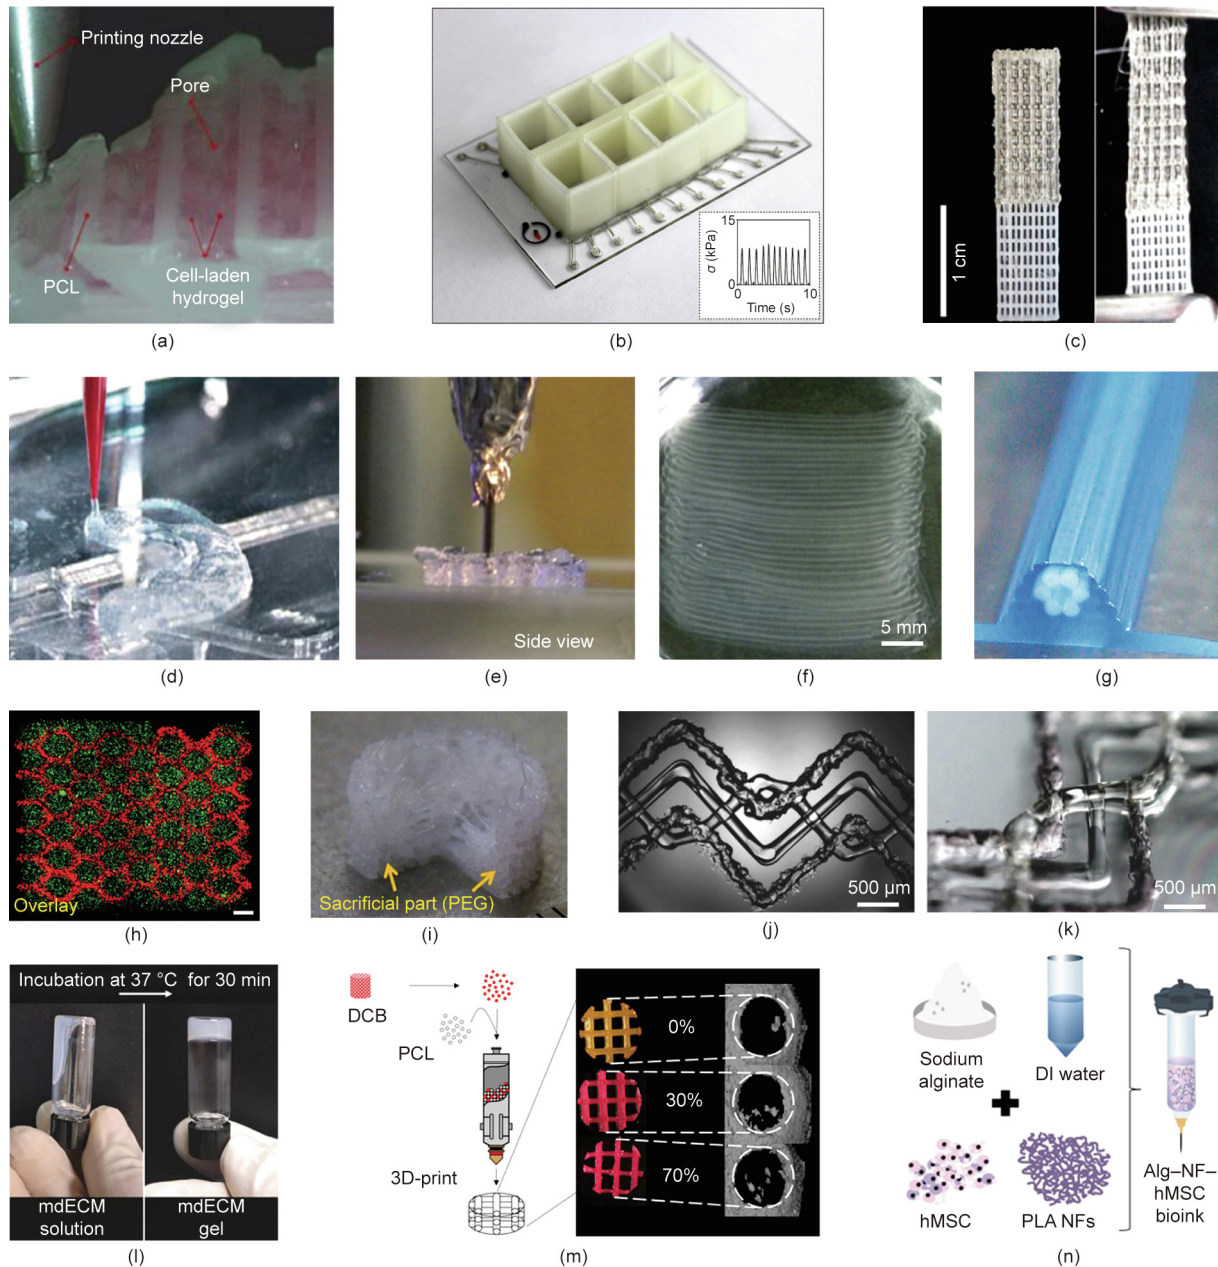 Printing nozzle
Pore
PCL
Cell-laden
hydrogel
(a)
15
σ (kPa)
0
0
10
Time (s)
(b)
1 cm
(c)
(d)
Side view
(e)
5 mm
(f)
(g)
Overlay
(h)
Sacrificial part (PEG)
(i)
500 μm
(j)
500 μm
(k)
Incubation at 37 °C for 30 min
mdECM
solution
mdECM
gel
(l)
DCB
PCL
3D-print
0%
30%
70%
(m)
Sodium
alginate
DI water
hMSC
PLA NFs
Alg–NF–
hMSC
bioink
(n)